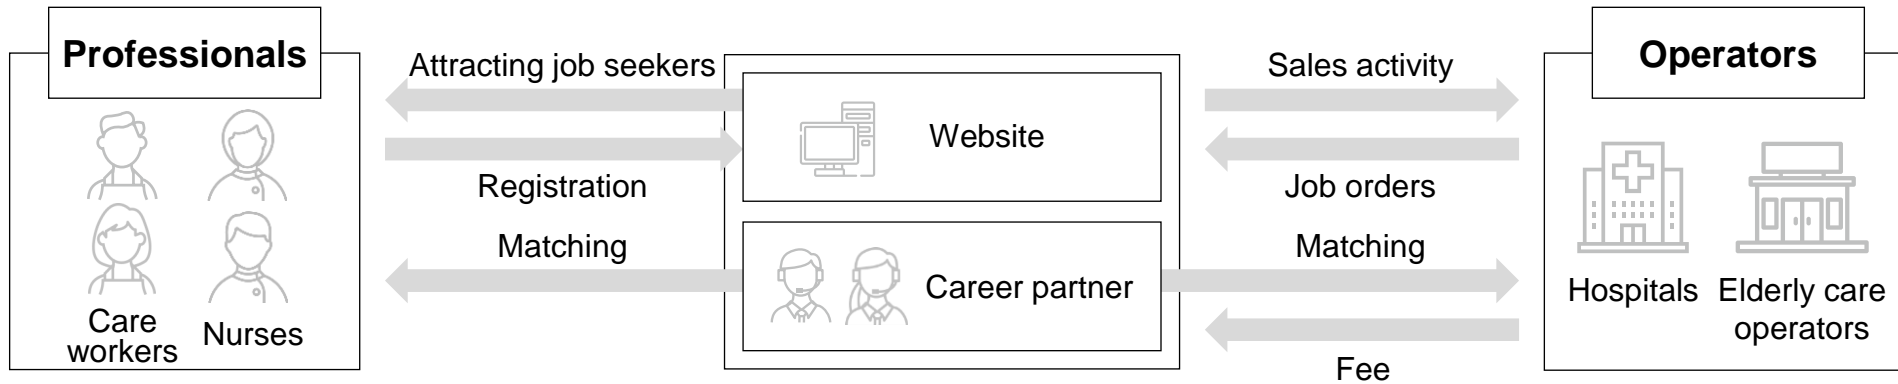 Professionals
Care
workers
Nurses
Attracting job seekers
Registration
Matching
Website
Career partner
Sales activity
Job orders
Matching
Fee
Operators
Hospitals
Elderly care
operators